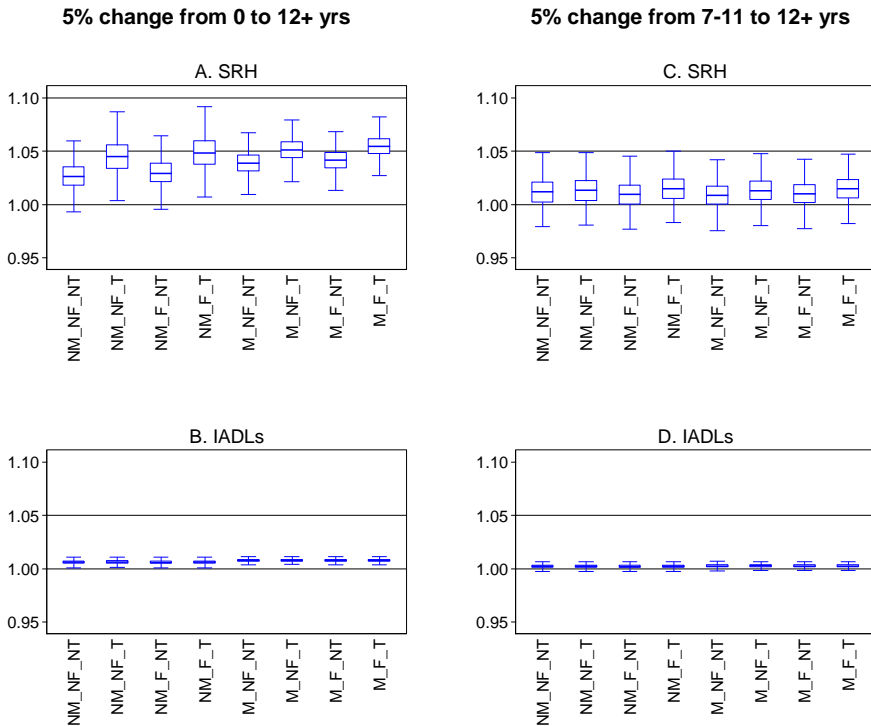 5% change from 0 to 12+ yrs
5% change from 7-11 to 12+ yrs
A. SRH
1.10
1.05
1.00
0.95
NM_NF_NT
NM_NF_T
NM_F_NT
NM_F_T
M_NF_NT
M_NF_T
M_F_NT
M_F_T
C. SRH
1.10
1.05
1.00
0.95
NM_NF_NT
NM_NF_T
NM_F_NT
NM_F_T
M_NF_NT
M_NF_T
M_F_NT
M_F_T
B. IADLs
1.10
1.05
1.00
0.95
NM_NF_NT
NM_NF_T
NM_F_NT
NM_F_T
M_NF_NT
M_NF_T
M_F_NT
M_F_T
D. IADLs
1.10
1.05
1.00
0.95
NM_NF_NT
NM_NF_T
NM_F_NT
NM_F_T
M_NF_NT
M_NF_T
M_F_NT
M_F_T